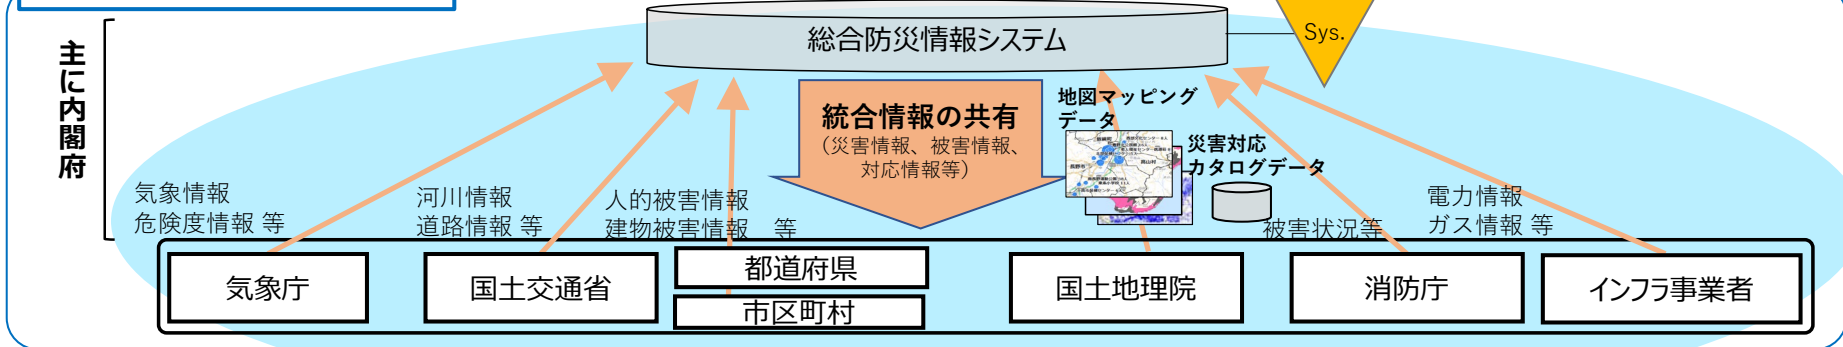 主に内閣府
総合防災情報システム
Sys.
統合情報の共有
（災害情報、被害情報、
対応情報等）
地図マッピング
データ
災害対応
カタログデータ
気象情報
危険度情報 等
河川情報
道路情報 等
人的被害情報
建物被害情報　等
被害状況等
電力情報
ガス情報 等
気象庁
国土交通省
都道府県
市区町村
国土地理院
消防庁
インフラ事業者